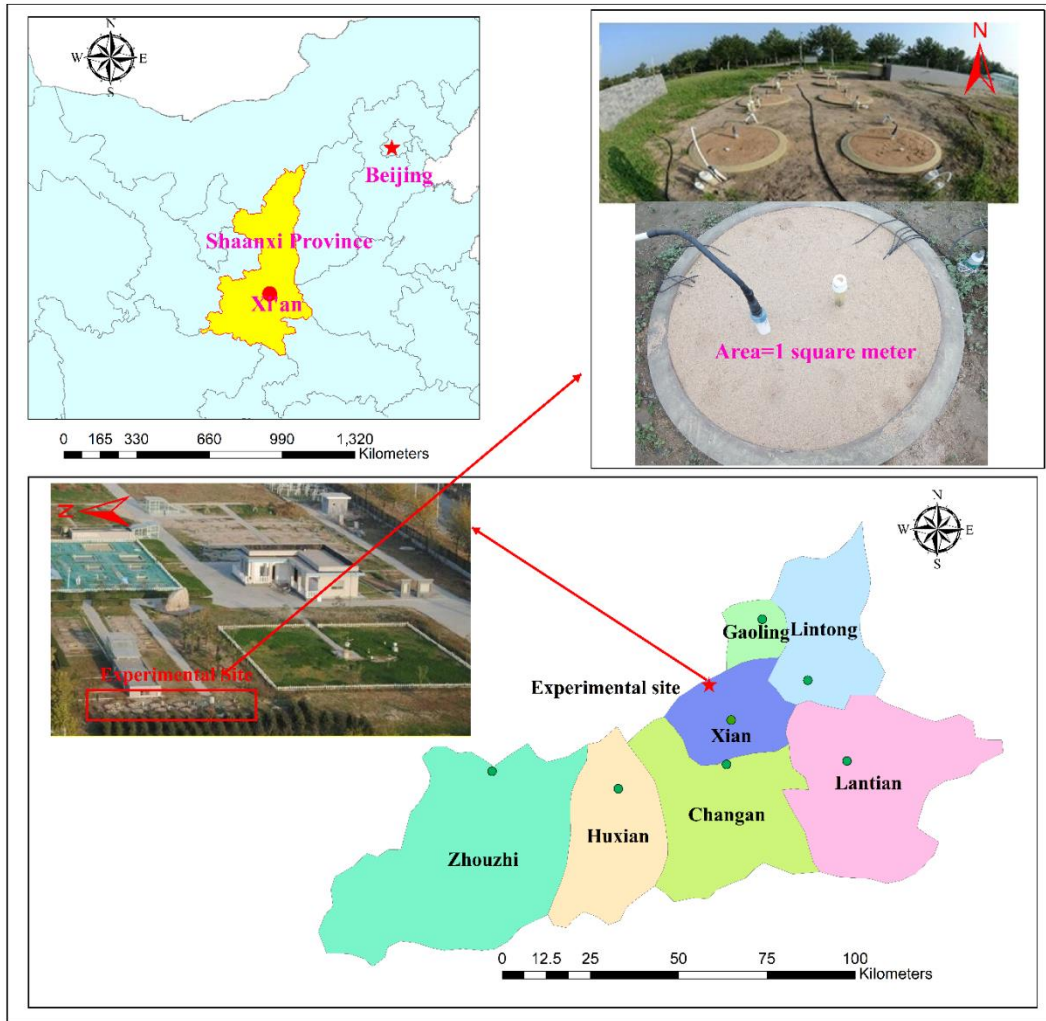 N
W E
S
Beijing
Shaanxi Province
Xi'an
0 165 330 660 990 1,320
Kilometers
N
Area=1 square meter
N
Experimental Site
N
W E
S
Gaoling
Lintong
Experimental site
Xian
Lantian
Changan
Huxian
Zhouzhi
0 12.5 25 50 75 100
Kilometers